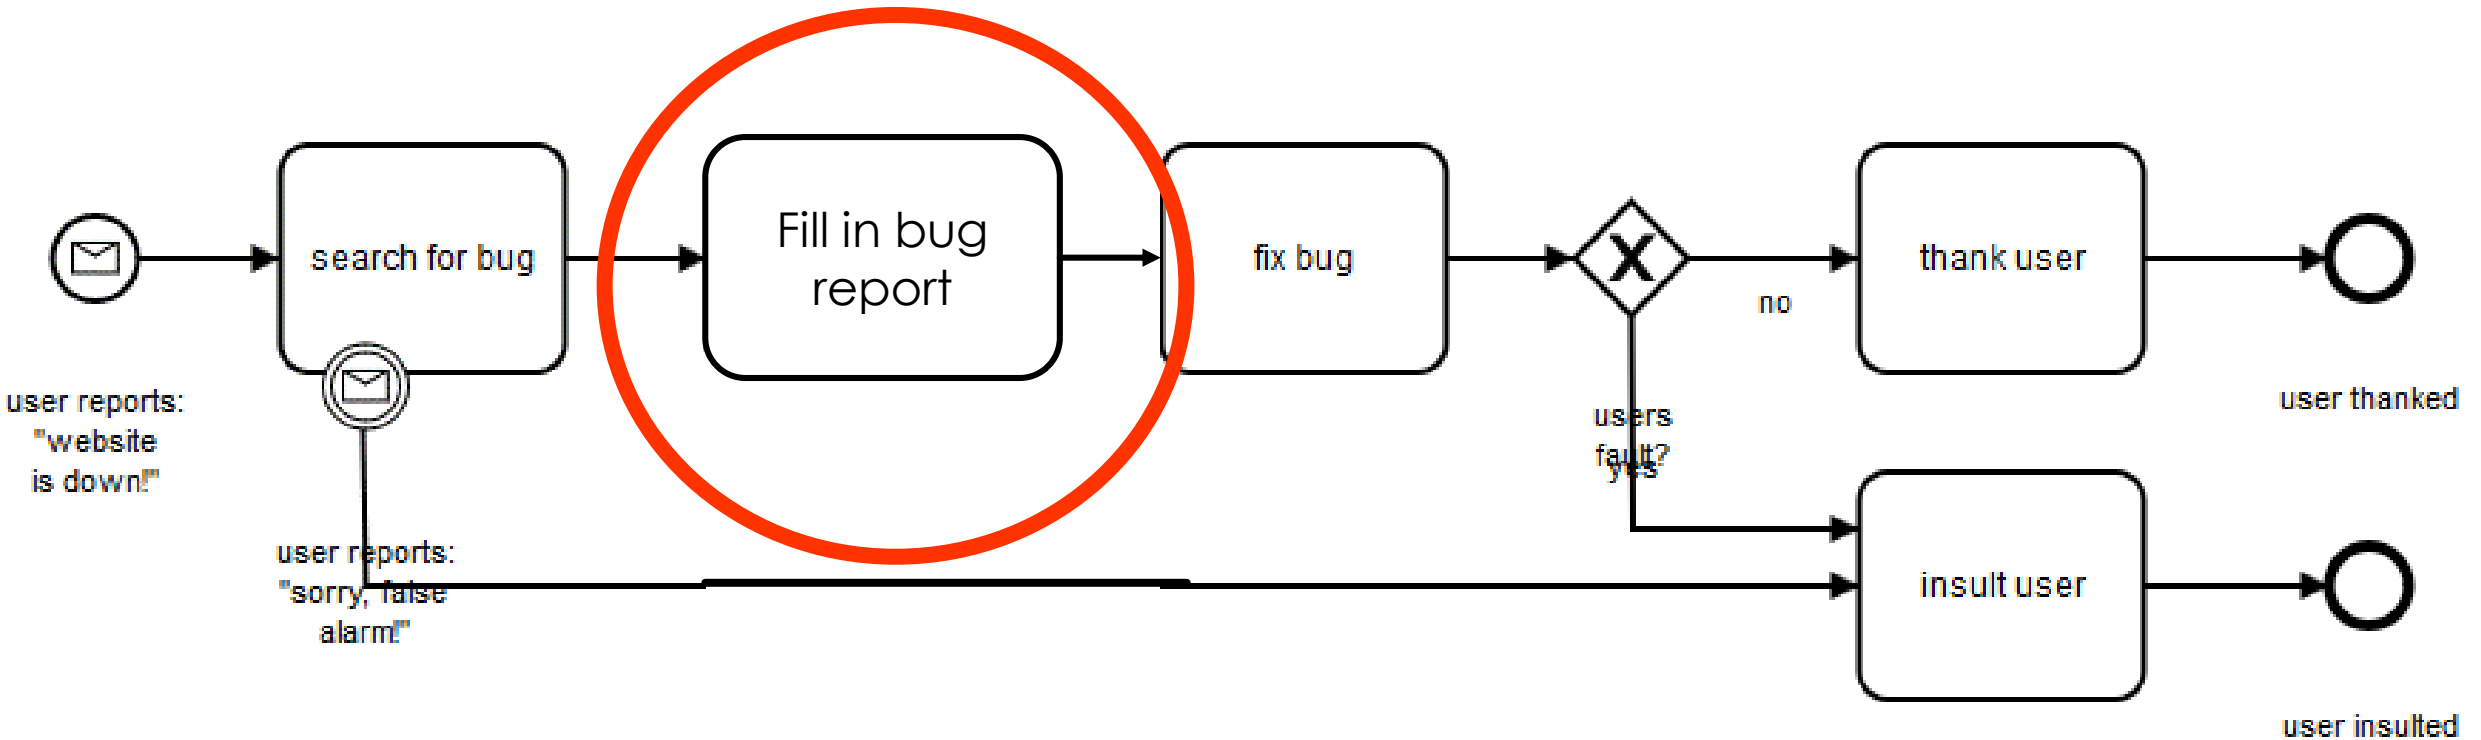 user reports:
"website
is down!"
search for bug
user reports:
"sorry, false
alarm!"
Fill in bug
report
fix bug
X
users
fault?
yes
no
thank user
user thanked
insult user
user insulted